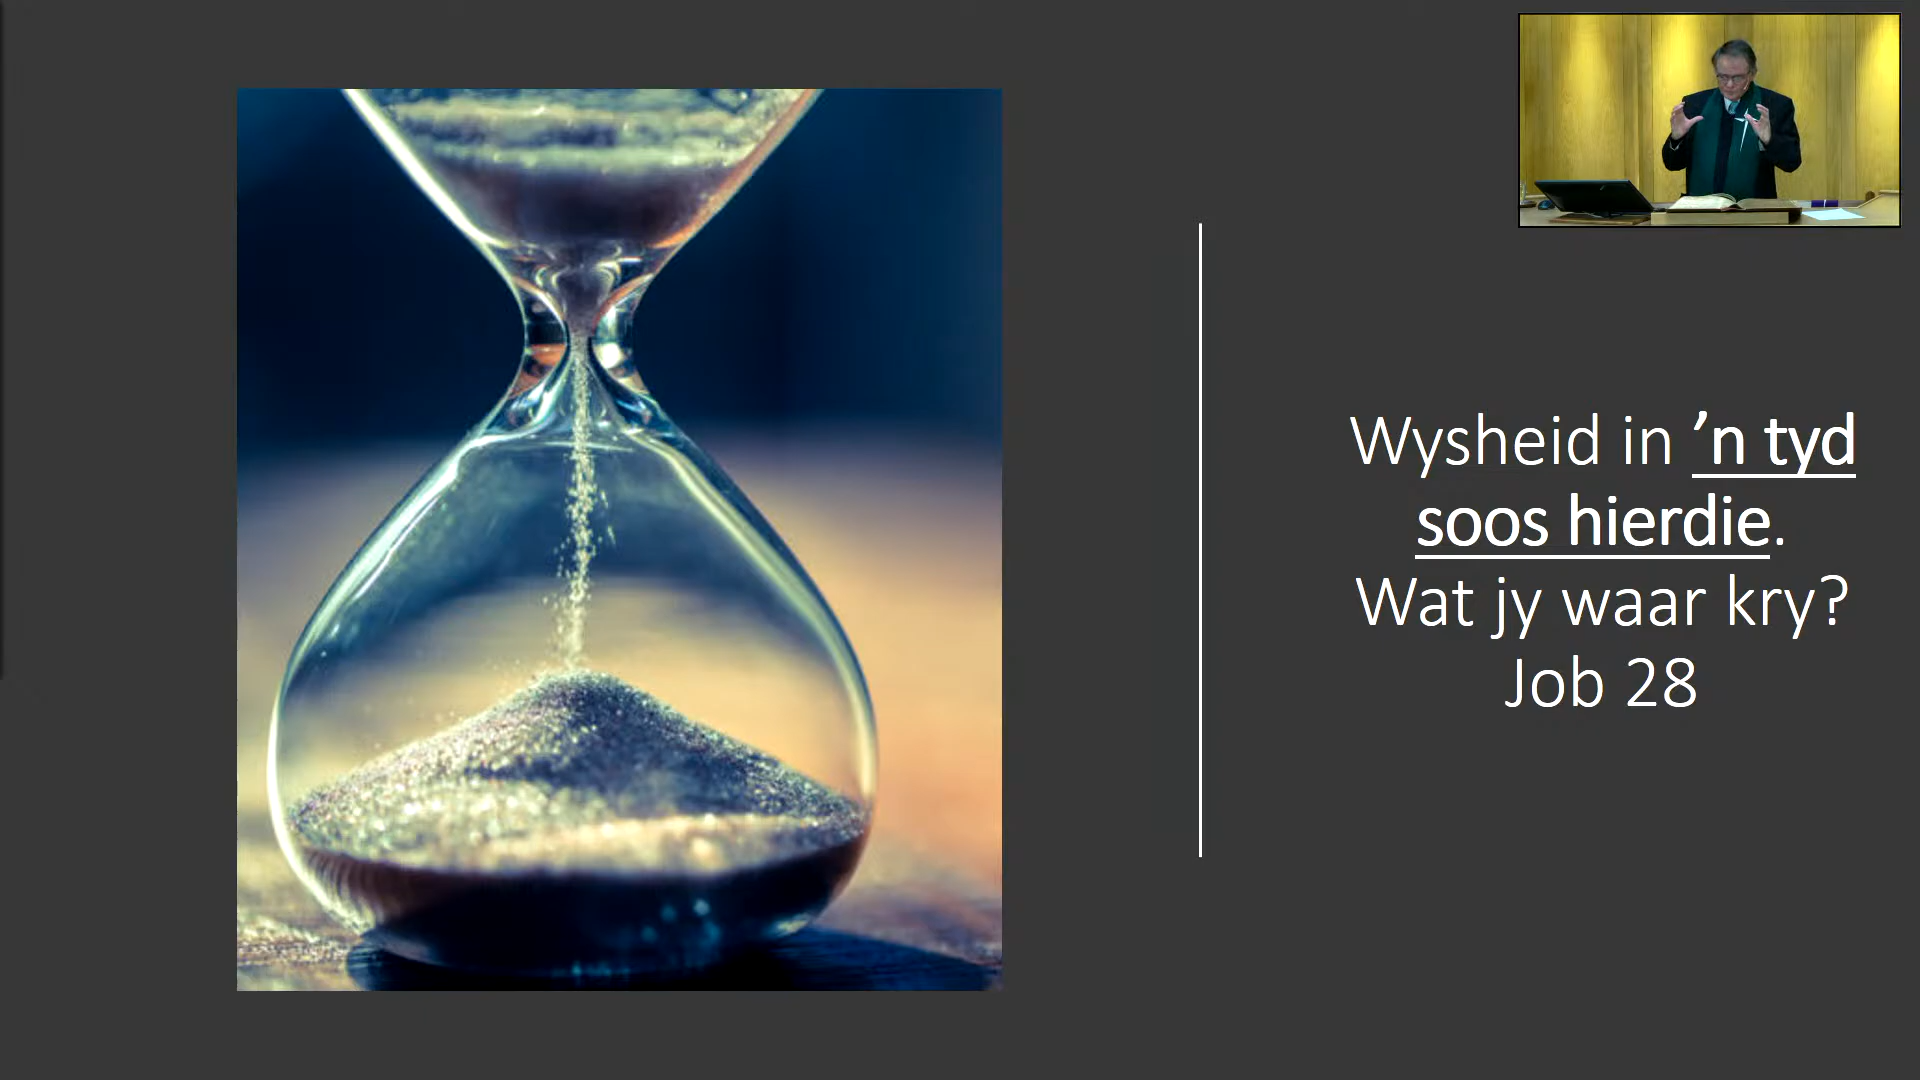 Wysheid in ’n tyd
soos hierdie.
Wat jy waar kry?
Job 28